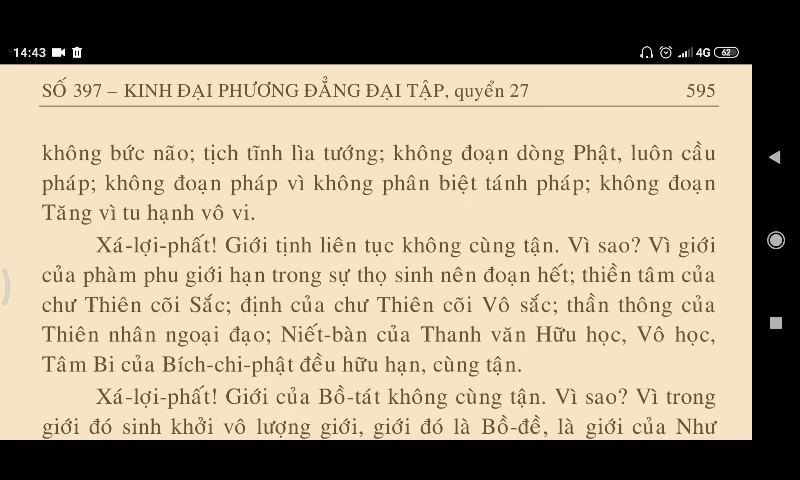 14:43
4G 62
SỐ 397 – KINH ĐẠI PHƯƠNG ĐẲNG ĐẠI TẬP, quyển 27 595
không bức não; tịch tĩnh lìa tướng; không đoạn dòng Phật, luôn cầu
pháp; không đoạn pháp vì không phân biệt tánh pháp; không đoạn
Tăng vì tu hạnh vô vi.
Xá-lợi-phất! Giới tịnh liên tục không cùng tận. Vì sao? Vì giới
của phàm phu giới hạn trong sự thọ sinh nên đoạn hết; thiền tâm của
chư Thiên cõi Sắc; định của chư Thiên cõi Vô sắc; thần thông của
Thiên nhân ngoại đạo; Niết-bàn của Thanh văn Hữu học, Vô học,
Tâm Bi của Bích-chi-phật đều hữu hạn, cùng tận.
Xá-lợi-phất! Giới của Bồ-tát không cùng tận. Vì sao? Vì trong
giới đó sinh khởi vô lượng giới, giới đó là Bồ-đề, là giới của Như